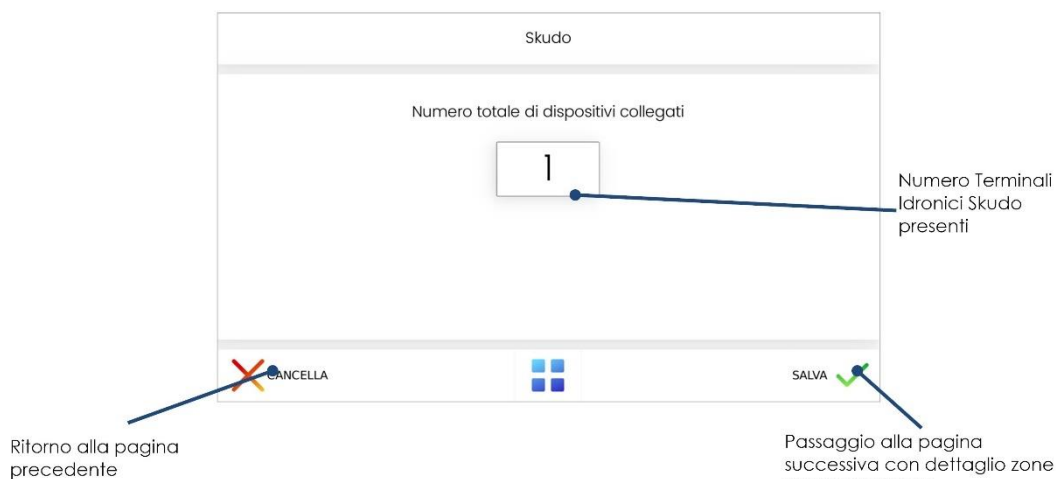 Skudo
Numero totale di dispositivi collegati
1
Numero Terminali
Idronici Skudo
presenti
CANCELLA
SALVA
Ritorno alla pagina
precedente
Passaggio alla pagina
successiva con dettaglio zone